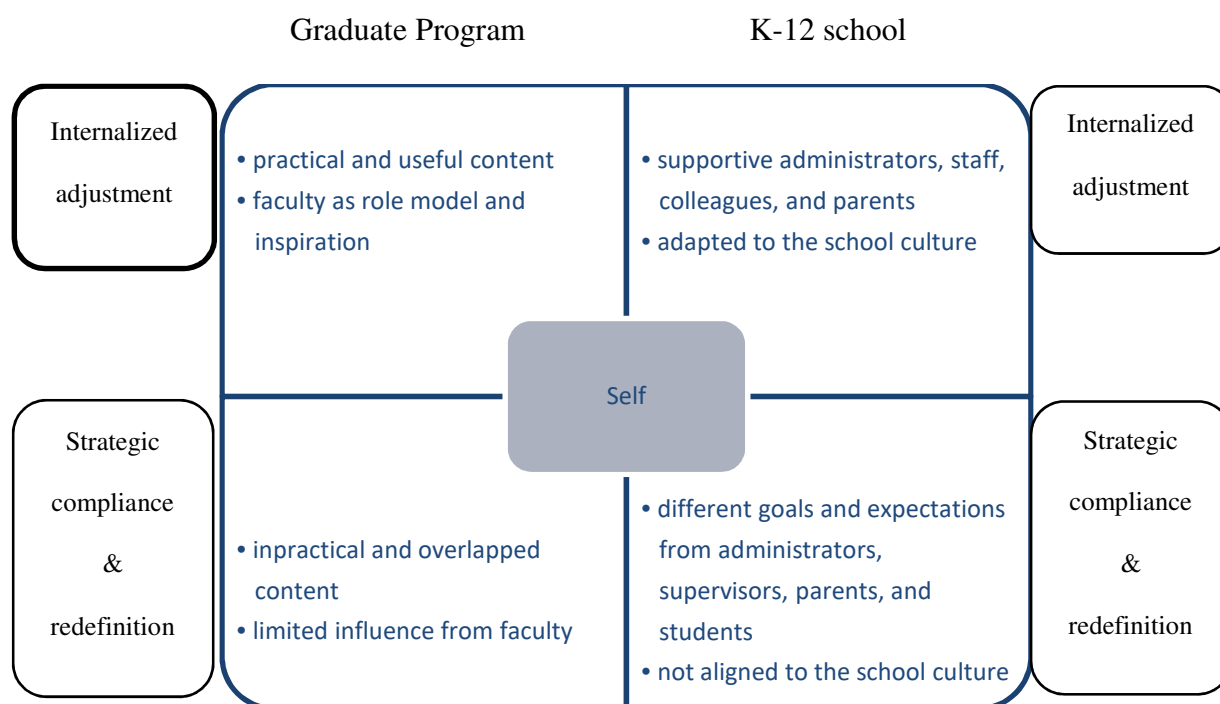 Graduate Program
K-12 school
Internalized
adjustment
• practical and useful content
• faculty as role model and
inspiration
• supportive administrators, staff,
colleagues, and parents
• adapted to the school culture
Internalized
adjustment
Self
Strategic
compliance
&
redefinition
• inpractical and overlapped
content
• limited influence from faculty
• different goals and expectations
from administrators,
supervisors, parents, and
students
• not aligned to the school culture
Strategic
compliance
&
redefinition